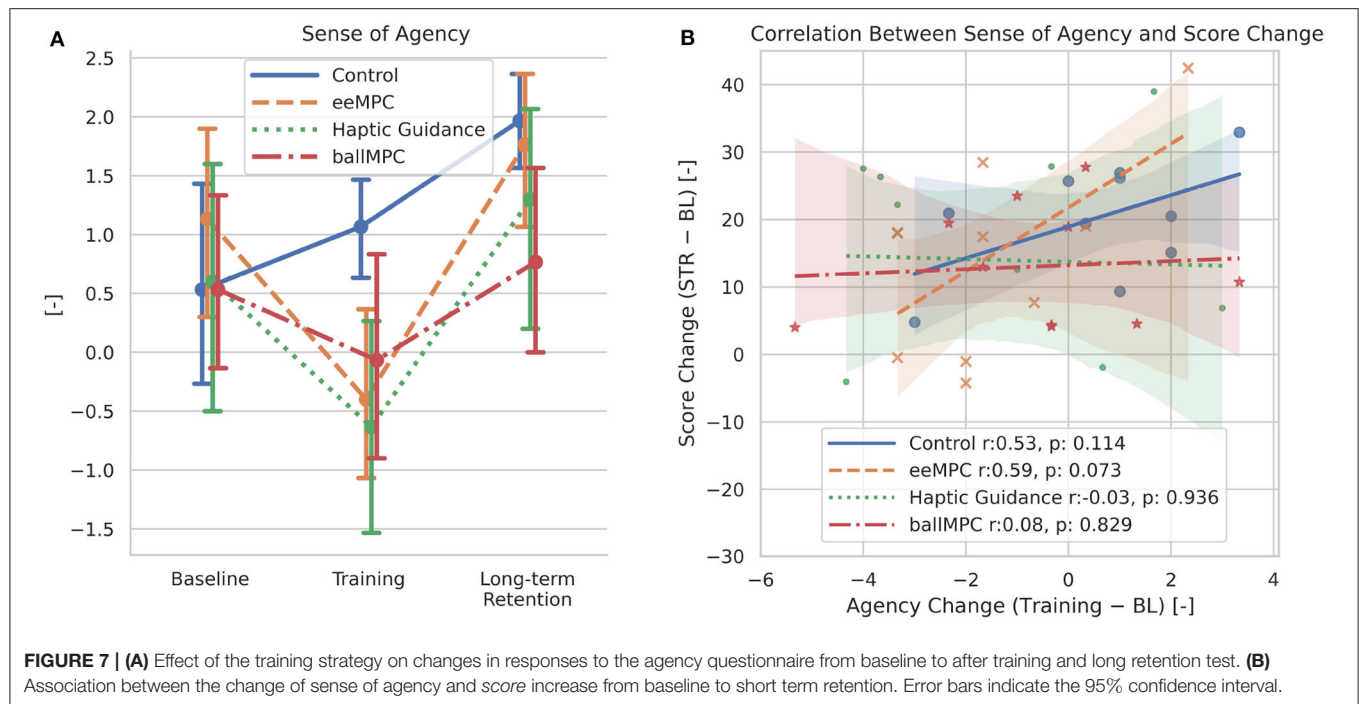 A
Sense of Agency
Control
eeMPC
Haptic Guidance
ballMPC
2.5
2.0
1.5
1.0
0.5
0.0
−0.5
−1.0
−1.5
[-]
Baseline
Training
Long-term
Retention
B
Correlation Between Sense of Agency and Score Change
40
30
20
10
0
−10
−20
−30
Score Change (STR − BL) [-]
Control r:0.53, p: 0.114
eeMPC r:0.59, p: 0.073
Haptic Guidance r:-0.03, p: 0.936
ballMPC r:0.08, p: 0.829
−6
−4
−2
0
2
4
Agency Change (Training − BL) [-]
FIGURE 7 | (A) Effect of the training strategy on changes in responses to the agency questionnaire from baseline to after training and long retention test. (B)
Association between the change of sense of agency and score increase from baseline to short term retention. Error bars indicate the 95% confidence interval.